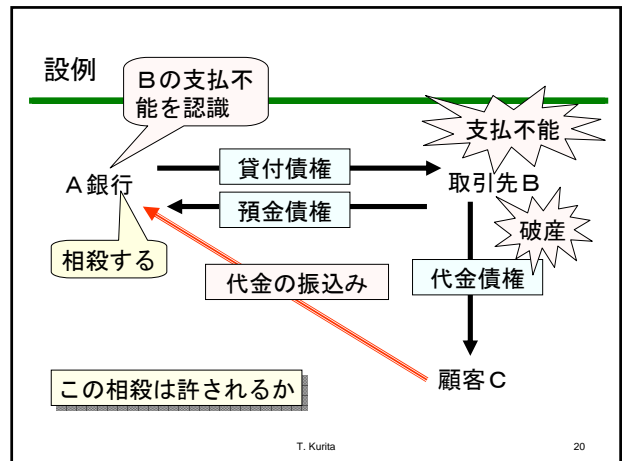 設例
Ｂの支払不
能を認識
支払不能
Ａ銀行
貸付債権
取引先Ｂ
預金債権
破産
相殺する
代金の振込み
代金債権
顧客Ｃ
この相殺は許されるか
T. Kurita
20